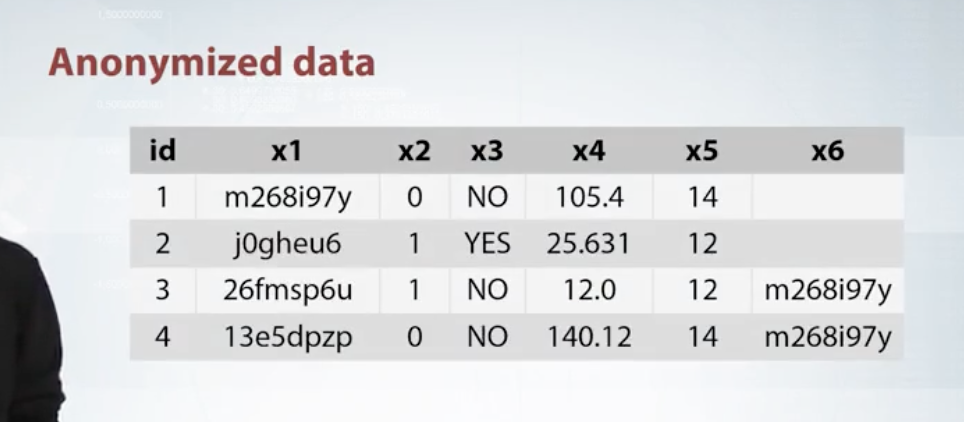 Anonymized data
id x1 x2 x3 x4 x5 x6
1 m268i97y 0 NO 105.4 14
2 j0gheu6 1 YES 25.631 12
3 26fmsp6u 1 NO 12.0 12 m268i97y
4 13e5dpzp 0 NO 140.12 14 m268i97y